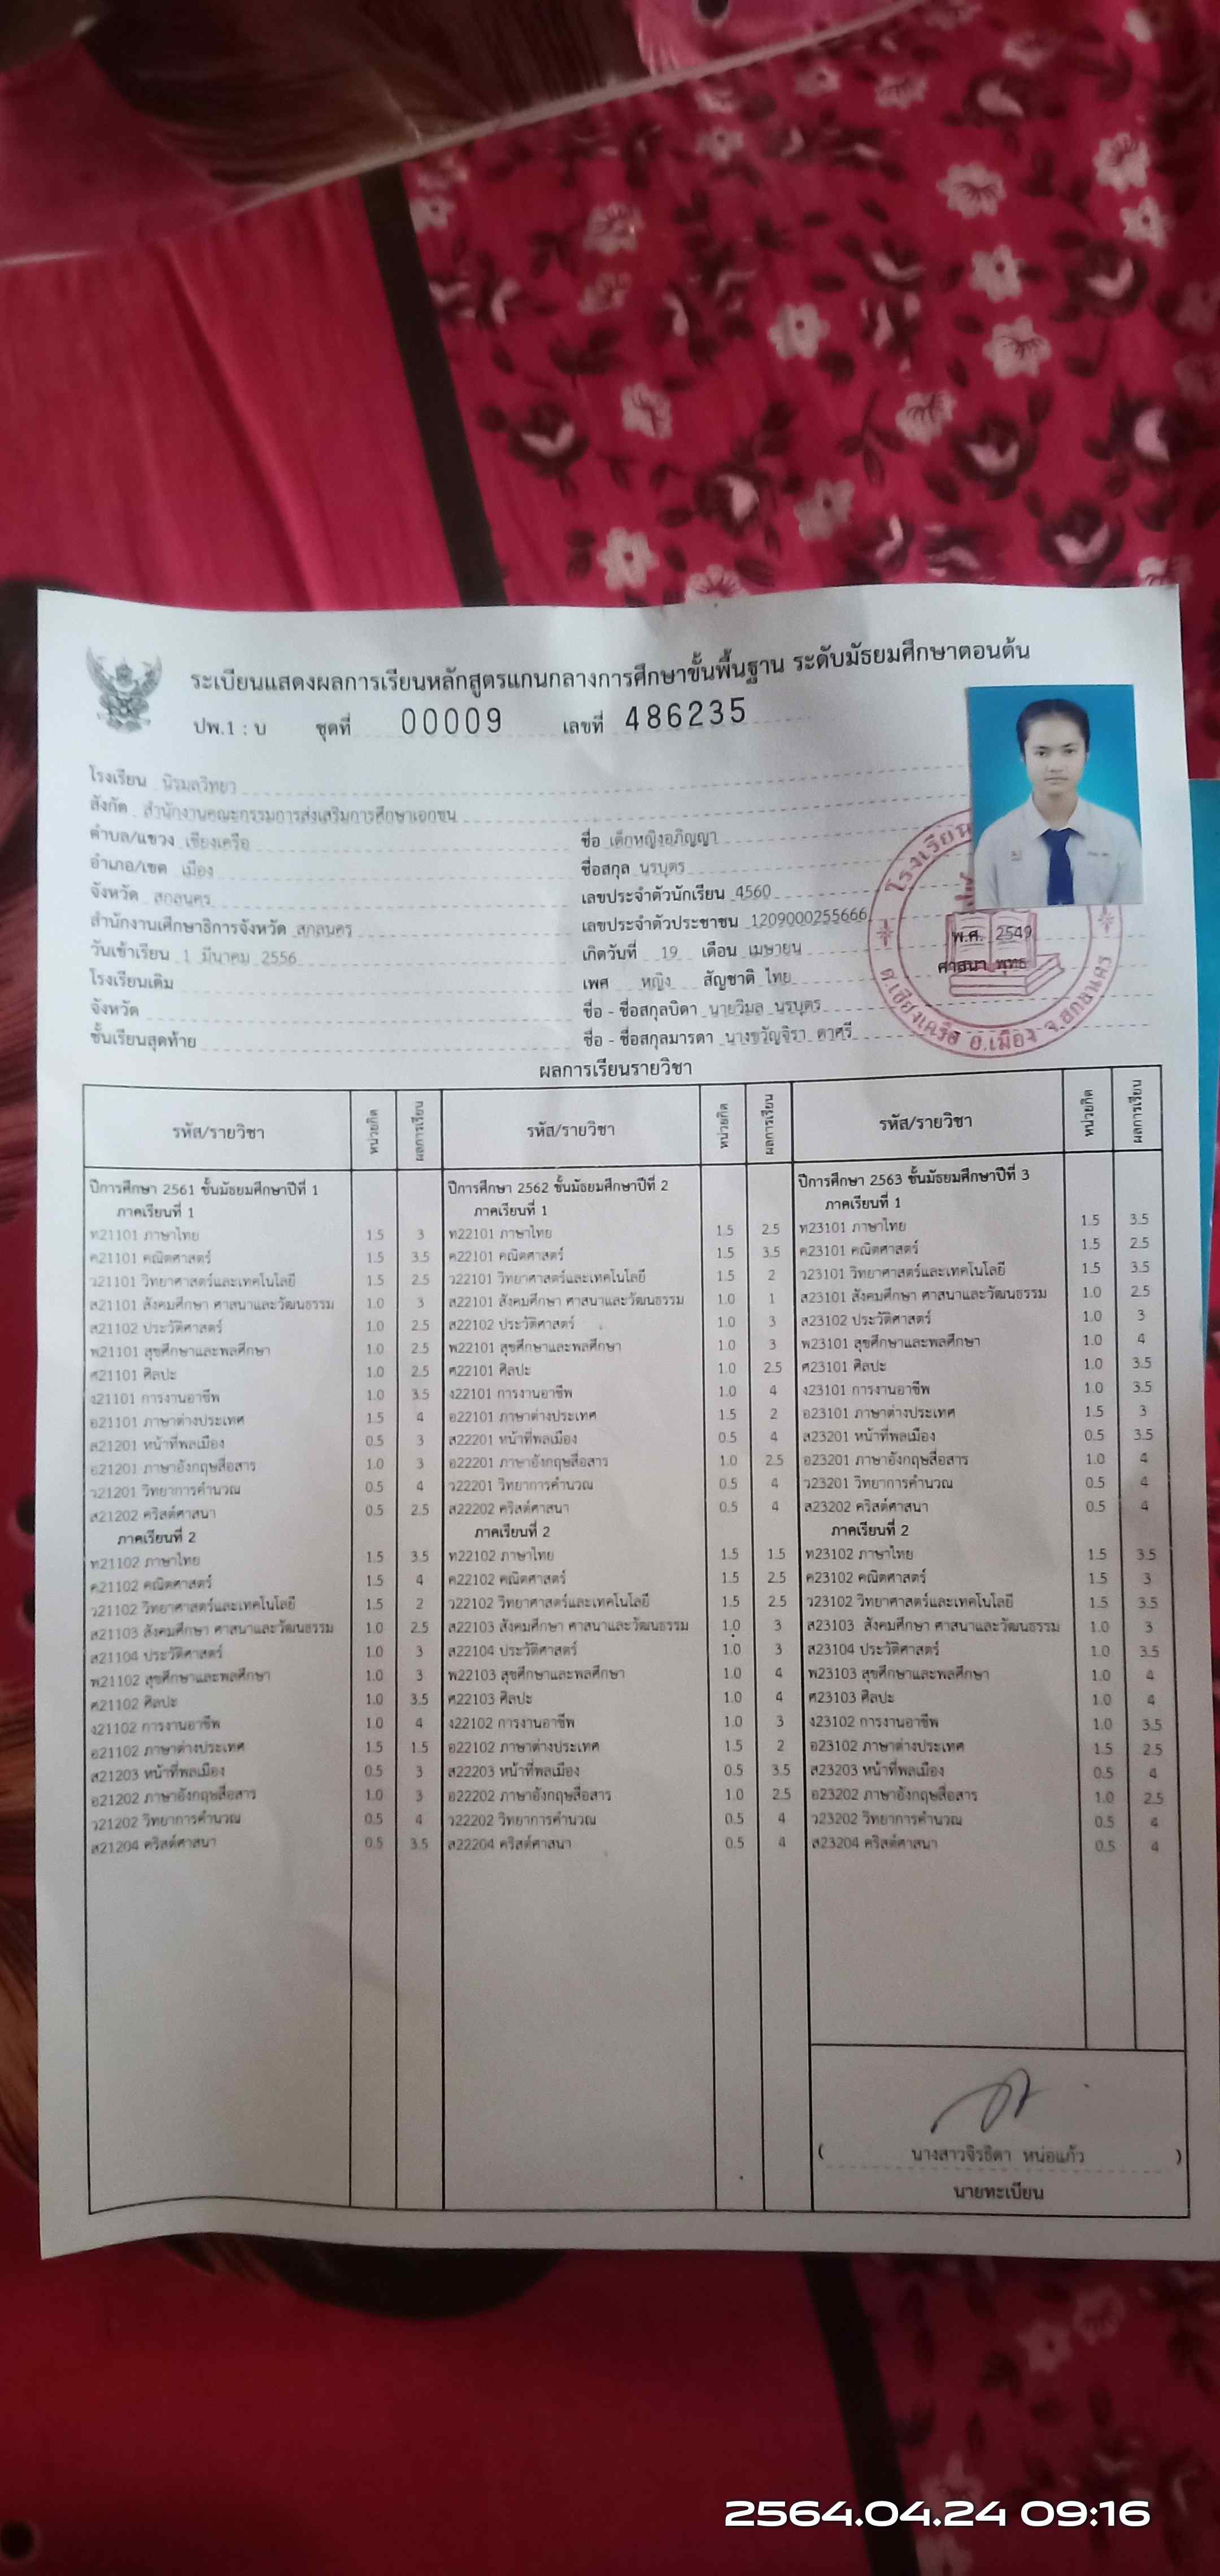 ระเบียนแสดงผลการเรียนหลักสูตรแกนกลางการศึกษาขั้นพื้นฐาน ระดับมัธยมศึกษาตอนต้น
ปพ.1 : บ ชุดที่ 00009 เลขที่ 486235
โรงเรียน นิรมลวิทยา
สังกัด สำนักงานคณะกรรมการส่งเสริมการศึกษาเอกชน
ตำบล/แขวง เชียงเครือ
อำเภอ/เขต เมือง
จังหวัด สกลนคร
สำนักงานศึกษาธิการจังหวัด สกลนคร
วันเข้าเรียน 1 มีนาคม 2556
โรงเรียนเดิม
จังหวัด
ชั้นเรียนสุดท้าย
ชื่อ เด็กหญิงอภิญญา
ชื่อสกุล นรบุตร
เลขประจำตัวนักเรียน 4560
เลขประจำตัวประชาชน 1209000255666
เกิดวันที่ 19 เดือน เมษายน พ.ศ. 2549
เพศ หญิง สัญชาติ ไทย ศาสนา พุทธ
ชื่อ - ชื่อสกุลบิดา นายวิมล นรบุตร
ชื่อ - ชื่อสกุลมารดา นางขวัญจิรา ดาศรี
โรงเรียน
ต.เชียงเครือ อ.เมือง จ.สกลนคร
ผลการเรียนรายวิชา
รหัส/รายวิชา หน่วยกิต ผลการเรียน รหัส/รายวิชา หน่วยกิต ผลการเรียน รหัส/รายวิชา หน่วยกิต ผลการเรียน
ปีการศึกษา 2561 ชั้นมัธยมศึกษาปีที่ 1
ภาคเรียนที่ 1
ท21101 ภาษาไทย 1.5 3
ค21101 คณิตศาสตร์ 1.5 3.5
ว21101 วิทยาศาสตร์และเทคโนโลยี 1.5 2.5
ส21101 สังคมศึกษา ศาสนาและวัฒนธรรม 1.0 3
ส21102 ประวัติศาสตร์ 1.0 2.5
พ21101 สุขศึกษาและพลศึกษา 1.0 2.5
ศ21101 ศิลปะ 1.0 2.5
ง21101 การงานอาชีพ 1.0 3.5
อ21101 ภาษาต่างประเทศ 1.5 4
ส21201 หน้าที่พลเมือง 0.5 3
อ21201 ภาษาอังกฤษสื่อสาร 1.0 3
ว21201 วิทยาการคำนวณ 0.5 4
ส21202 คริสต์ศาสนา 0.5 2.5
ภาคเรียนที่ 2
ท21102 ภาษาไทย 1.5 3.5
ค21102 คณิตศาสตร์ 1.5 4
ว21102 วิทยาศาสตร์และเทคโนโลยี 1.5 2
ส21103 สังคมศึกษา ศาสนาและวัฒนธรรม 1.0 2.5
ส21104 ประวัติศาสตร์ 1.0 3
พ21102 สุขศึกษาและพลศึกษา 1.0 3
ศ21102 ศิลปะ 1.0 3.5
ง21102 การงานอาชีพ 1.0 4
อ21102 ภาษาต่างประเทศ 1.5 1.5
ส21203 หน้าที่พลเมือง 0.5 3
อ21202 ภาษาอังกฤษสื่อสาร 1.0 3
ว21202 วิทยาการคำนวณ 0.5 4
ส21204 คริสต์ศาสนา 0.5 3.5
ปีการศึกษา 2562 ชั้นมัธยมศึกษาปีที่ 2
ภาคเรียนที่ 1
ท22101 ภาษาไทย 1.5 2.5
ค22101 คณิตศาสตร์ 1.5 3.5
ว22101 วิทยาศาสตร์และเทคโนโลยี 1.5 2
ส22101 สังคมศึกษา ศาสนาและวัฒนธรรม 1.0 1
ส22102 ประวัติศาสตร์ 1.0 3
พ22101 สุขศึกษาและพลศึกษา 1.0 3
ศ22101 ศิลปะ 1.0 2.5
ง22101 การงานอาชีพ 1.0 4
อ22101 ภาษาต่างประเทศ 1.5 2
ส22201 หน้าที่พลเมือง 0.5 4
อ22201 ภาษาอังกฤษสื่อสาร 1.0 2.5
ว22201 วิทยาการคำนวณ 0.5 4
ส22202 คริสต์ศาสนา 0.5 4
ภาคเรียนที่ 2
ท22102 ภาษาไทย 1.5 1.5
ค22102 คณิตศาสตร์ 1.5 2.5
ว22102 วิทยาศาสตร์และเทคโนโลยี 1.5 2.5
ส22103 สังคมศึกษา ศาสนาและวัฒนธรรม 1.0 3
ส22104 ประวัติศาสตร์ 1.0 3
พ22103 สุขศึกษาและพลศึกษา 1.0 4
ศ22103 ศิลปะ 1.0 4
ง22102 การงานอาชีพ 1.0 3
อ22102 ภาษาต่างประเทศ 1.5 2
ส22203 หน้าที่พลเมือง 0.5 3.5
อ22202 ภาษาอังกฤษสื่อสาร 1.0 2.5
ว22202 วิทยาการคำนวณ 0.5 4
ส22204 คริสต์ศาสนา 0.5 4
ปีการศึกษา 2563 ชั้นมัธยมศึกษาปีที่ 3
ภาคเรียนที่ 1
ท23101 ภาษาไทย 1.5 3.5
ค23101 คณิตศาสตร์ 1.5 2.5
ว23101 วิทยาศาสตร์และเทคโนโลยี 1.5 3.5
ส23101 สังคมศึกษา ศาสนาและวัฒนธรรม 1.0 2.5
ส23102 ประวัติศาสตร์ 1.0 3
พ23101 สุขศึกษาและพลศึกษา 1.0 4
ศ23101 ศิลปะ 1.0 3.5
ง23101 การงานอาชีพ 1.0 3.5
อ23101 ภาษาต่างประเทศ 1.5 3
ส23201 หน้าที่พลเมือง 0.5 3.5
อ23201 ภาษาอังกฤษสื่อสาร 1.0 4
ว23201 วิทยาการคำนวณ 0.5 4
ส23202 คริสต์ศาสนา 0.5 4
ภาคเรียนที่ 2
ท23102 ภาษาไทย 1.5 3.5
ค23102 คณิตศาสตร์ 1.5 3
ว23102 วิทยาศาสตร์และเทคโนโลยี 1.5 3.5
ส23103 สังคมศึกษา ศาสนาและวัฒนธรรม 1.0 3
ส23104 ประวัติศาสตร์ 1.0 3.5
พ23103 สุขศึกษาและพลศึกษา 1.0 4
ศ23103 ศิลปะ 1.0 4
ง23102 การงานอาชีพ 1.0 3.5
อ23102 ภาษาต่างประเทศ 1.5 2.5
ส23203 หน้าที่พลเมือง 0.5 4
อ23202 ภาษาอังกฤษสื่อสาร 1.0 2.5
ว23202 วิทยาการคำนวณ 0.5 4
ส23204 คริสต์ศาสนา 0.5 4
( นางสาวจิรธิดา หน่อแก้ว )
นายทะเบียน
2564.04.24 09:16